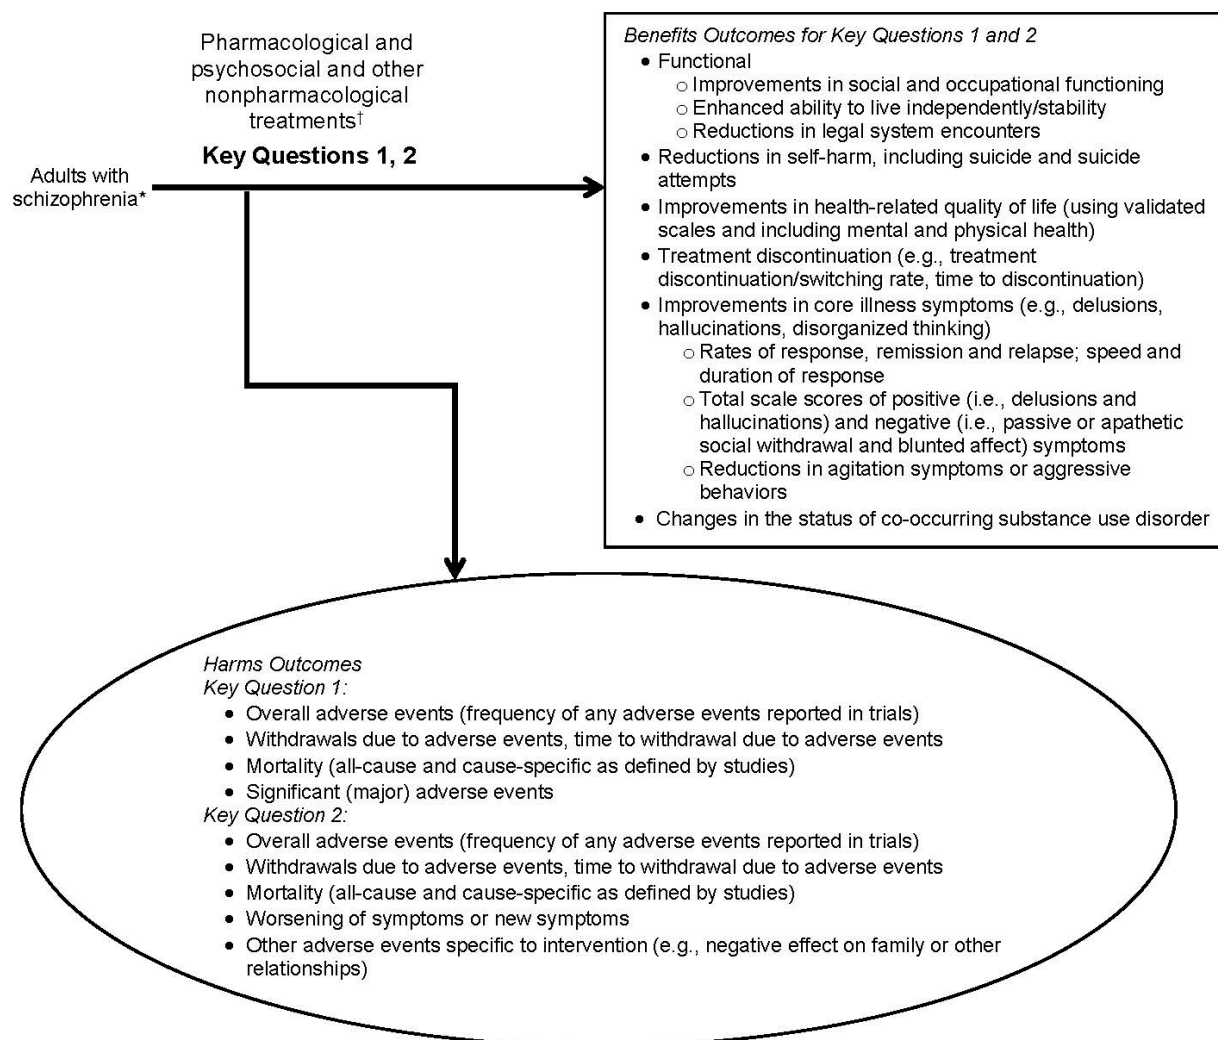 Pharmacological and
psychosocial and other
nonpharmacological
treatments†
Key Questions 1, 2
Adults with
schizophrenia*
Benefits Outcomes for Key Questions 1 and 2
• Functional
○ Improvements in social and occupational functioning
○ Enhanced ability to live independently/stability
○ Reductions in legal system encounters
• Reductions in self-harm, including suicide and suicide
attempts
• Improvements in health-related quality of life (using validated
scales and including mental and physical health)
• Treatment discontinuation (e.g., treatment
discontinuation/switching rate, time to discontinuation)
• Improvements in core illness symptoms (e.g., delusions,
hallucinations, disorganized thinking)
○ Rates of response, remission and relapse; speed and
duration of response
○ Total scale scores of positive (i.e., delusions and
hallucinations) and negative (i.e., passive or apathetic
social withdrawal and blunted affect) symptoms
○ Reductions in agitation symptoms or aggressive
behaviors
• Changes in the status of co-occurring substance use disorder
Harms Outcomes
Key Question 1:
• Overall adverse events (frequency of any adverse events reported in trials)
• Withdrawals due to adverse events, time to withdrawal due to adverse events
• Mortality (all-cause and cause-specific as defined by studies)
• Significant (major) adverse events
Key Question 2:
• Overall adverse events (frequency of any adverse events reported in trials)
• Withdrawals due to adverse events, time to withdrawal due to adverse events
• Mortality (all-cause and cause-specific as defined by studies)
• Worsening of symptoms or new symptoms
• Other adverse events specific to intervention (e.g., negative effect on family or other
relationships)